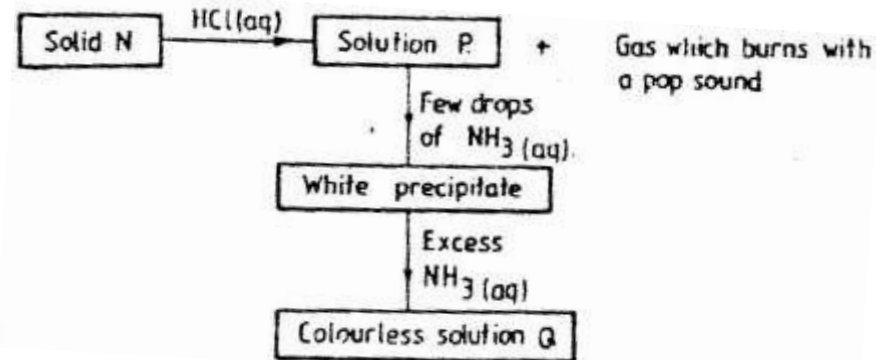 Solid N
HCl(aq)
Solution P.
+
Gas which burns with
a pop sound
Few drops
of NH3 (aq).
White precipitate
Excess
NH3 (aq)
Colourless solution Q